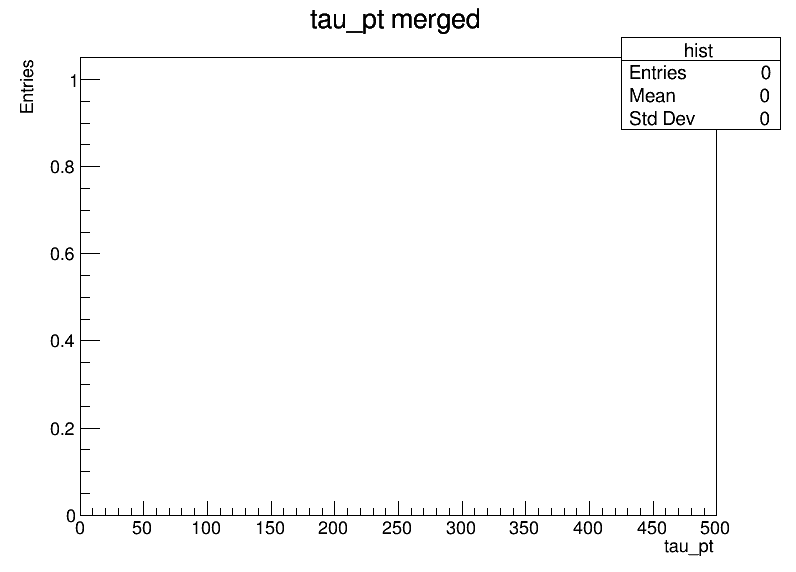 tau_pt merged
hist
Entries 0
Mean 0
Std Dev 0
Entries
1
0.8
0.6
0.4
0.2
0
0 50 100 150 200 250 300 350 400 450 500
tau_pt